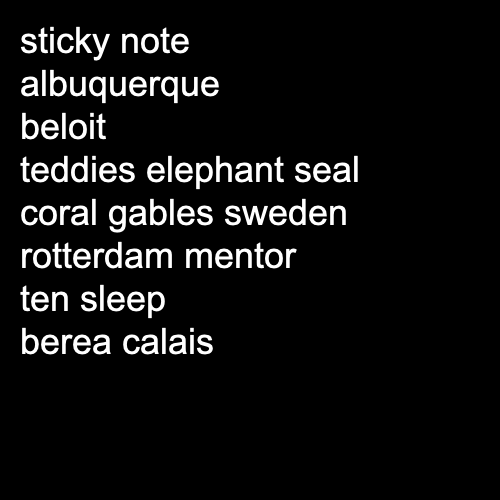 sticky note
albuquerque
beloit
teddies elephant seal
coral gables sweden
rotterdam mentor
ten sleep
berea calais